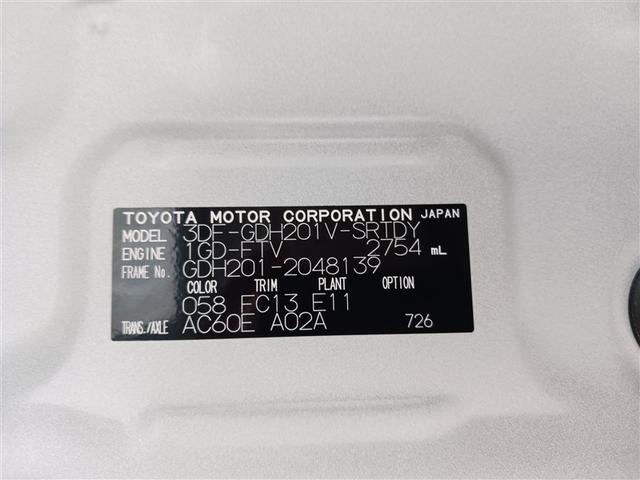 TOYOTA MOTOR CORPORATION JAPAN
MODEL 3DF-GDH201V-SRTDY
ENGINE 1GD-FTV 2754 mL
FRAME No. GDH201-2048139
COLOR TRIM PLANT OPTION
058 FC13 E11
TRANS./AXLE AC60E A02A 726